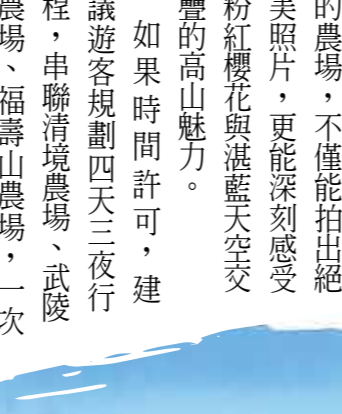 的農場，不僅能拍出絕
美照片，更能深刻感受
粉紅櫻花與湛藍天空交
疊的高山魅力。
如果時間許可，建
議遊客規劃四天三夜行
程，串聯清境農場、武陵
農場、福壽山農場，一次